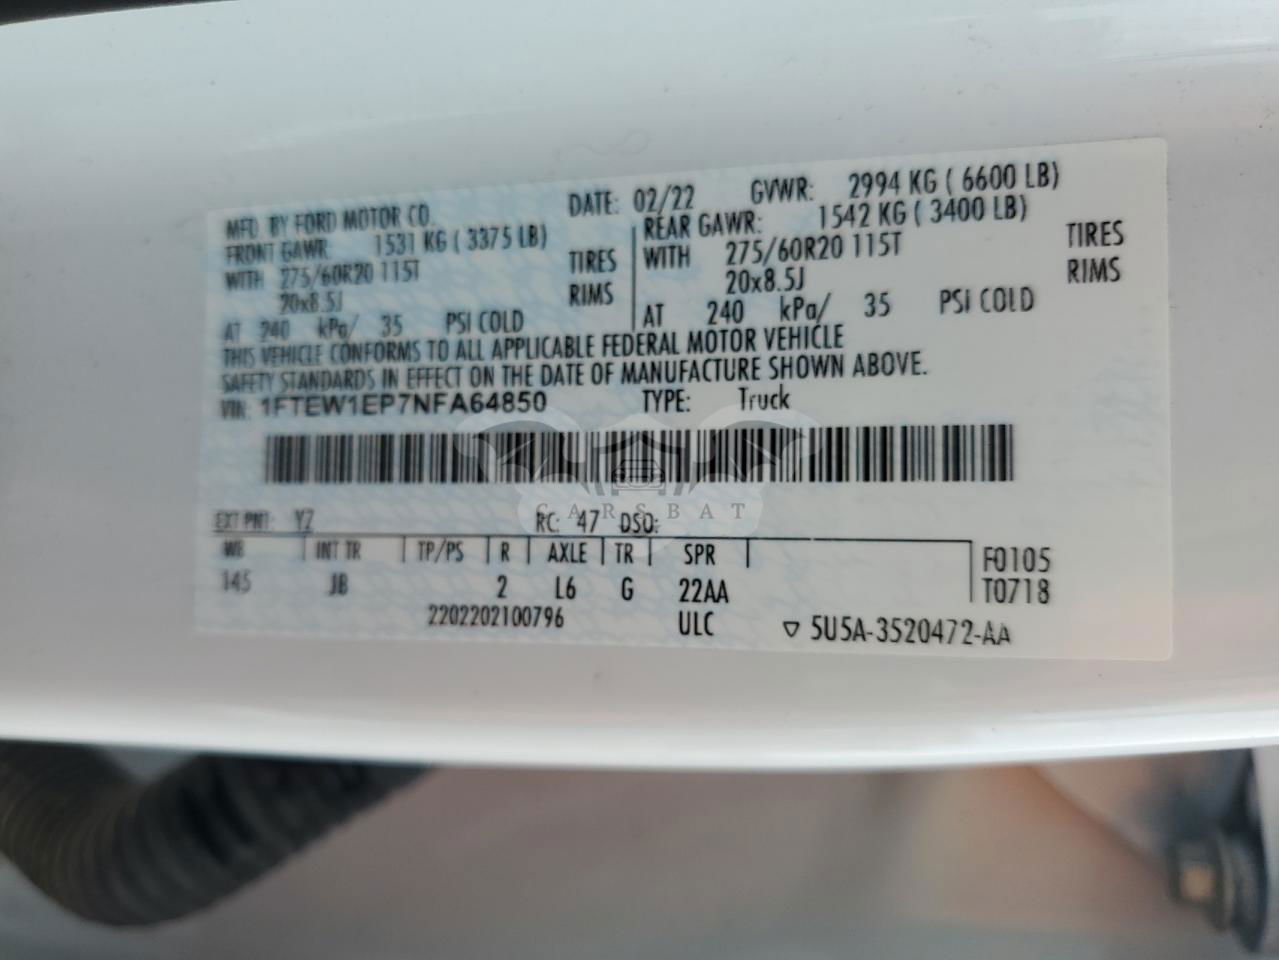 MFD. BY FORD MOTOR CO. DATE: 02/22 GVWR: 2994 KG ( 6600 LB)
FRONT GAWR: 1531 KG ( 3375 LB) REAR GAWR: 1542 KG ( 3400 LB)
WITH 275/60R20 115T TIRES WITH 275/60R20 115T TIRES
20x8.5J RIMS 20x8.5J RIMS
AT 240 kPa/ 35 PSI COLD AT 240 kPa/ 35 PSI COLD
THIS VEHICLE CONFORMS TO ALL APPLICABLE FEDERAL MOTOR VEHICLE
SAFETY STANDARDS IN EFFECT ON THE DATE OF MANUFACTURE SHOWN ABOVE.
VIN: 1FTEW1EP7NFA64850 TYPE: Truck
CARSBAT
EXT PNT: YZ RC: 47 DSO:
WB INT TR TP/PS R AXLE TR SPR F0105
145 JB 2 L6 G 22AA T0718
2202202100796 ULC ▽ 5U5A-3520472-AA